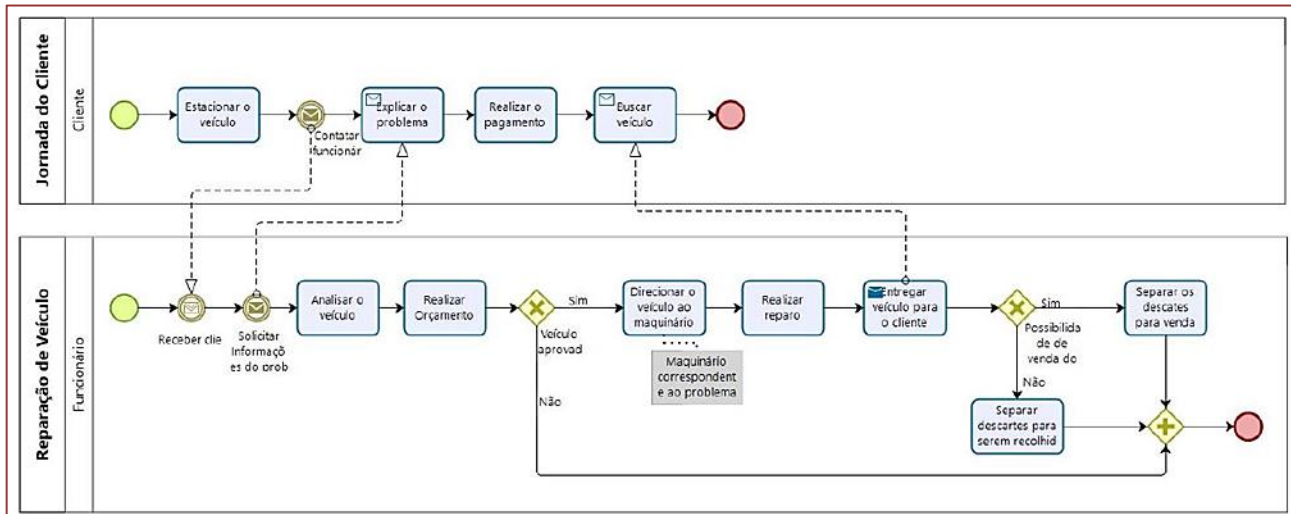 Jornada do Cliente
Cliente
Estacionar o
veículo
Contatar
funcionár
Explicar o
problema
Realizar o
pagamento
Buscar
veículo
Reparação de Veículo
Funcionário
Receber clie
Solicitar
Informaçõ
es do prob
Analisar o
veículo
Realizar
Orçamento
Veículo
aprovad
Sim
Não
Direcionar o
veículo ao
maquinário
Maquinário
correspondent
e ao problema
Realizar
reparo
Entregar
veículo para
o cliente
Possibilida
de de
venda do
Sim
Não
Separar os
descates
para venda
Separar
descartes para
serem recolhid